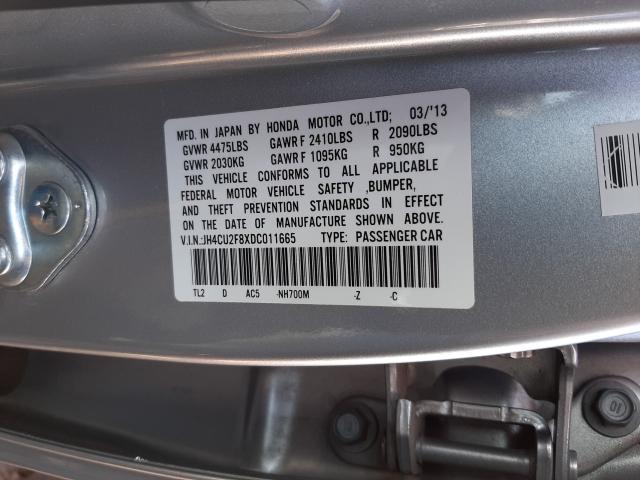 MFD. IN JAPAN BY HONDA MOTOR CO.,LTD; 03/'13
GVWR 4475LBS GAWR F 2410LBS R 2090LBS
GVWR 2030KG GAWR F 1095KG R 950KG
THIS VEHICLE CONFORMS TO ALL APPLICABLE
FEDERAL MOTOR VEHICLE SAFETY ,BUMPER,
AND THEFT PREVENTION STANDARDS IN EFFECT
ON THE DATE OF MANUFACTURE SHOWN ABOVE.
V.I.N.:JH4CU2F8XDC011665 TYPE: PASSENGER CAR
TL2 D AC5 -NH700M -Z -C
10